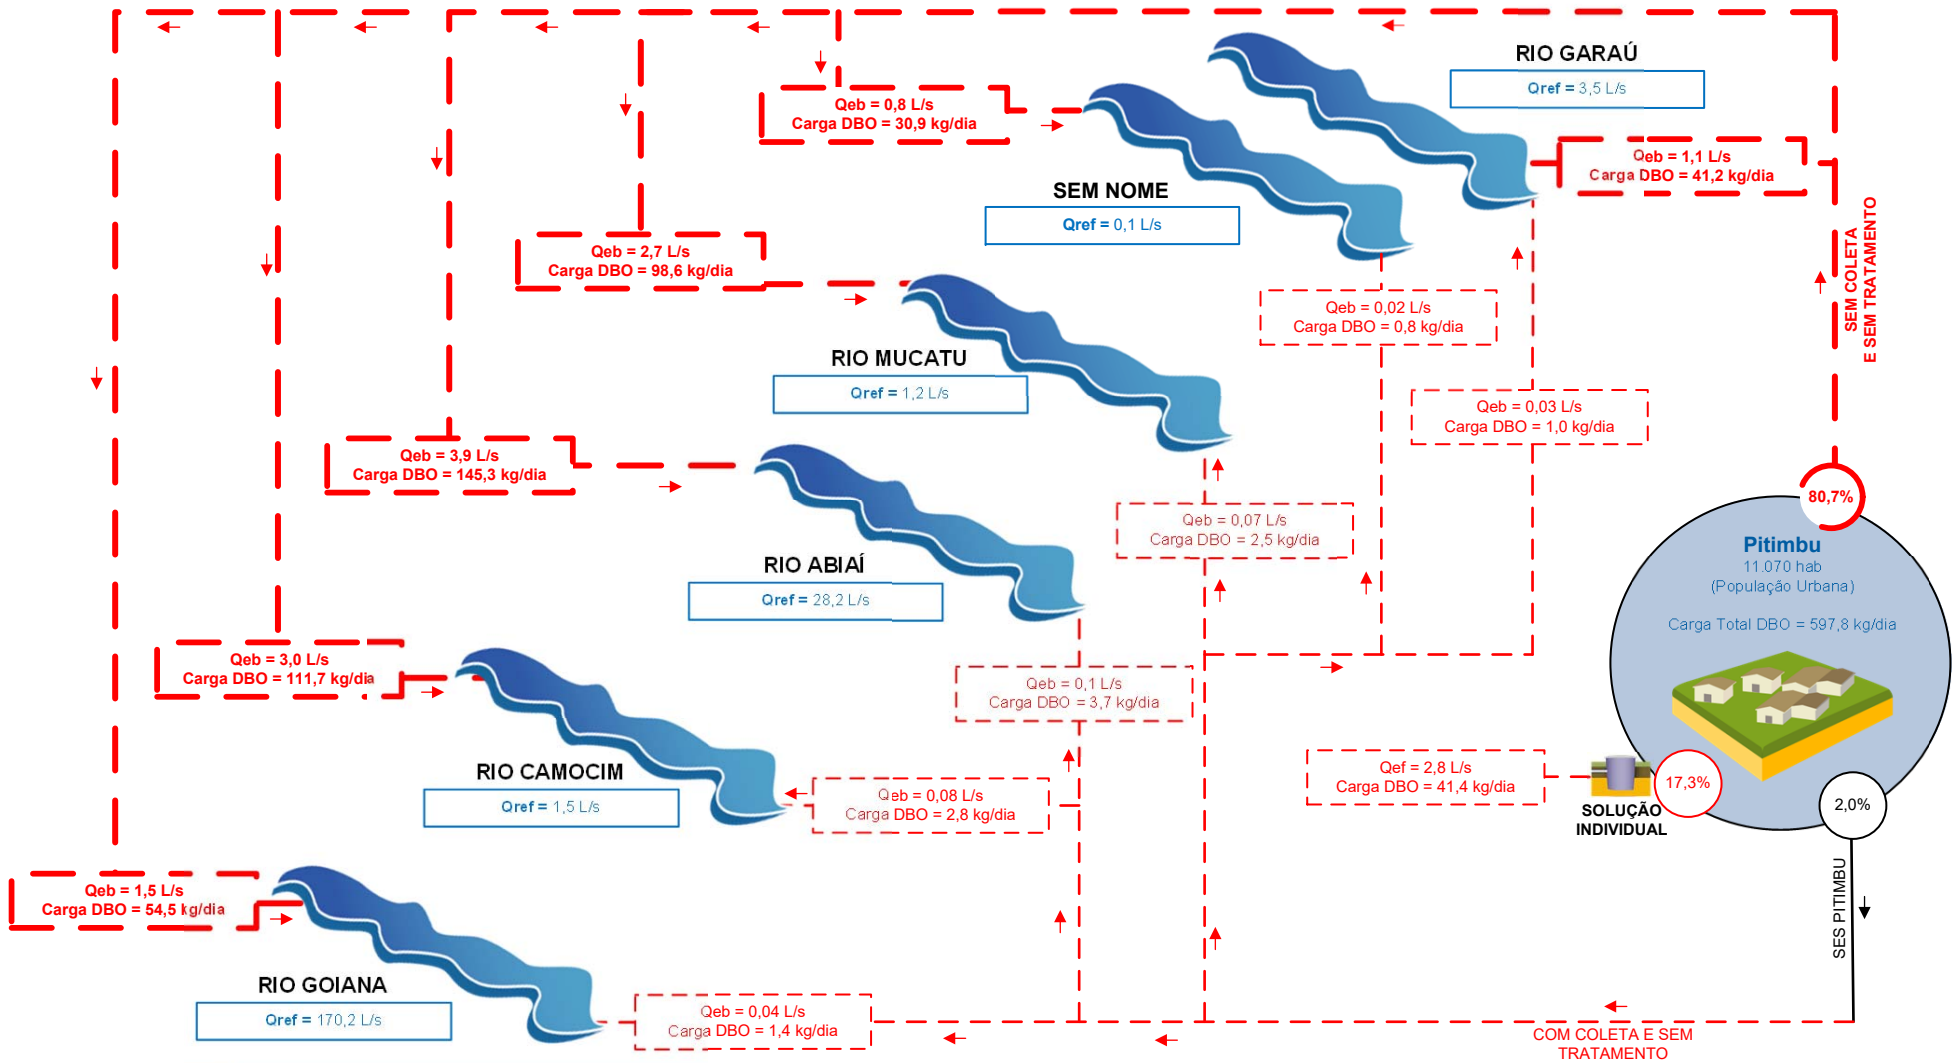 RIO GARAÚ
Qref = 3,5 L/s
Qeb = 0,8 L/s
Carga DBO = 30,9 kg/dia
Qeb = 1,1 L/s
Carga DBO = 41,2 kg/dia
SEM NOME
Qref = 0,1 L/s
SEM COLETA
E SEM TRATAMENTO
Qeb = 2,7 L/s
Carga DBO = 98,6 kg/dia
Qeb = 0,02 L/s
Carga DBO = 0,8 kg/dia
RIO MUCATU
Qref = 1,2 L/s
Qeb = 0,03 L/s
Carga DBO = 1,0 kg/dia
Qeb = 3,9 L/s
Carga DBO = 145,3 kg/dia
80,7%
Qeb = 0,07 L/s
Carga DBO = 2,5 kg/dia
Pitimbu
11.070 hab
(População Urbana)
Carga Total DBO = 597,8 kg/dia
RIO ABIAÍ
Qref = 28,2 L/s
Qeb = 3,0 L/s
Carga DBO = 111,7 kg/dia
Qeb = 0,1 L/s
Carga DBO = 3,7 kg/dia
RIO CAMOCIM
Qref = 1,5 L/s
Qeb = 0,08 L/s
Carga DBO = 2,8 kg/dia
Qef = 2,8 L/s
Carga DBO = 41,4 kg/dia
17,3%
SOLUÇÃO
INDIVIDUAL
2,0%
SES PITIMBU
Qeb = 1,5 L/s
Carga DBO = 54,5 kg/dia
RIO GOIANA
Qref = 170,2 L/s
Qeb = 0,04 L/s
Carga DBO = 1,4 kg/dia
COM COLETA E SEM
TRATAMENTO